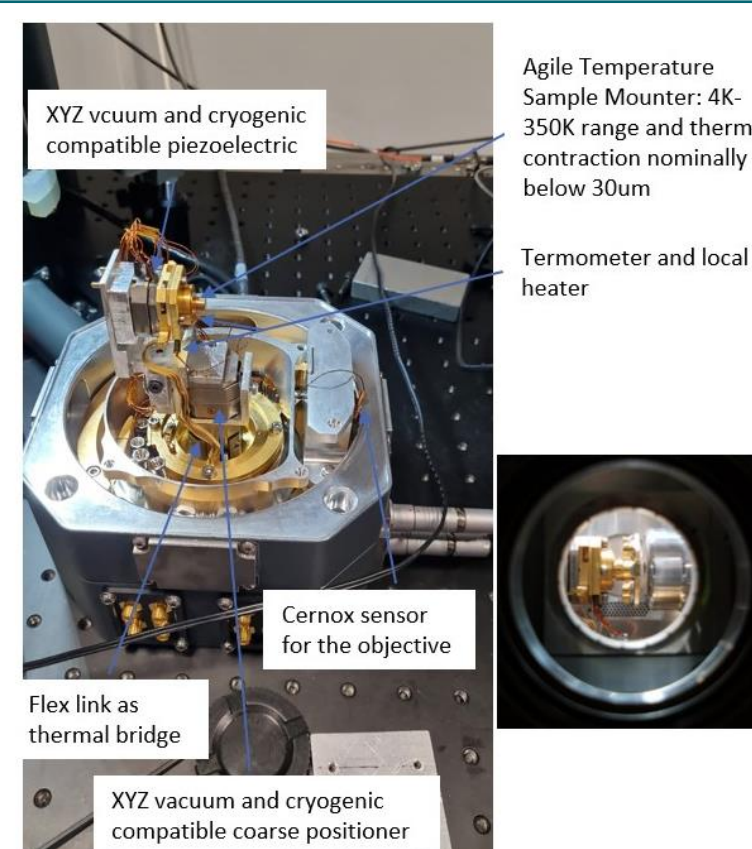 XYZ vcuum and cryogenic
compatible piezoelectric
Agile Temperature
Sample Mounter: 4K-
350K range and therm
contraction nominally
below 30um
Termometer and local
heater
Cernox sensor
for the objective
Flex link as
thermal bridge
XYZ vacuum and cryogenic
compatible coarse positioner